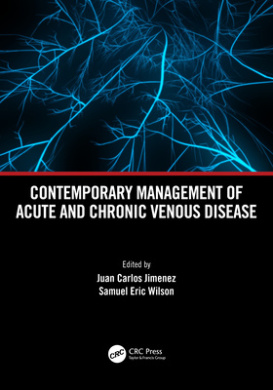 CONTEMPORARY MANAGEMENT OF
ACUTE AND CHRONIC VENOUS DISEASE
Edited by
Juan Carlos Jimenez
Samuel Eric Wilson
CRC
CRC Press
Taylor & Francis Group